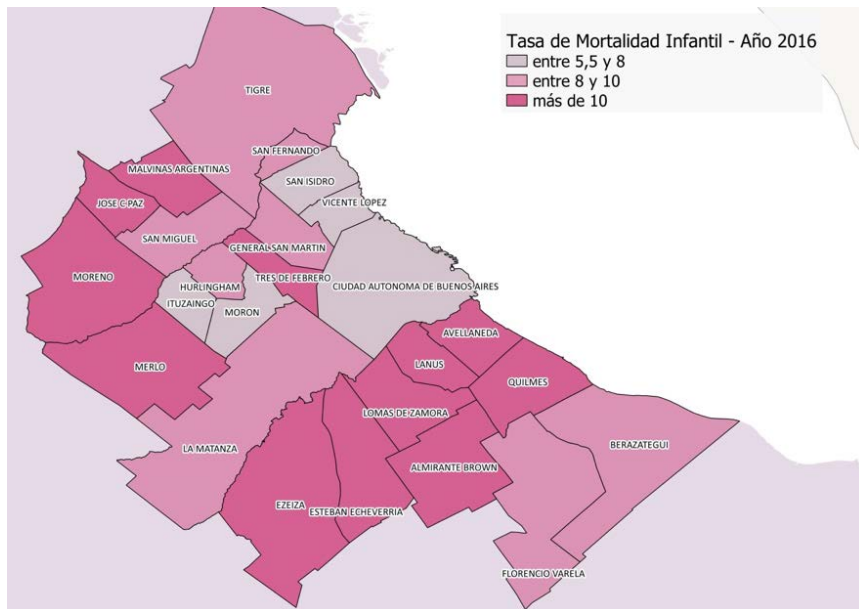 Tasa de Mortalidad Infantil - Año 2016
entre 5,5 y 8
entre 8 y 10
más de 10
TIGRE
SAN FERNANDO
MALVINAS ARGENTINAS
SAN ISIDRO
JOSE C PAZ
VICENTE LOPEZ
SAN MIGUEL
GENERAL SAN MARTIN
MORENO
TRES DE FEBRERO
HURLINGHAM
CIUDAD AUTONOMA DE BUENOS AIRES
ITUZAINGO
MORON
AVELLANEDA
MERLO
LANUS
QUILMES
LOMAS DE ZAMORA
LA MATANZA
BERAZATEGUI
ALMIRANTE BROWN
EZEIZA
ESTEBAN ECHEVERRIA
FLORENCIO VARELA